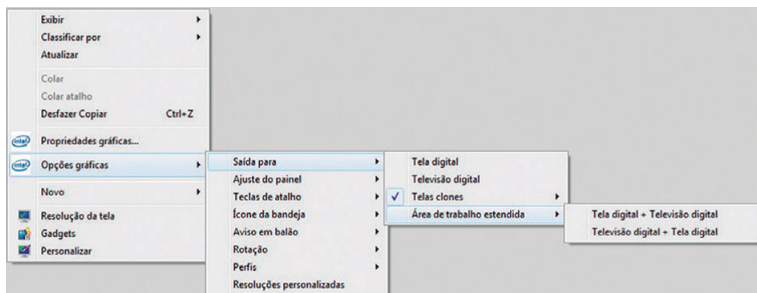 Exibir
Classificar por
Atualizar
Colar
Colar atalho
Desfazer Copiar Ctrl+Z
intel Propriedades gráficas...
intel Opções gráficas
Novo
Resolução da tela
Gadgets
Personalizar
Saída para
Ajuste do painel
Teclas de atalho
Ícone da bandeja
Aviso em balão
Rotação
Perfis
Resoluções personalizadas
Tela digital
Televisão digital
Telas clones
Área de trabalho estendida
Tela digital + Televisão digital
Televisão digital + Tela digital